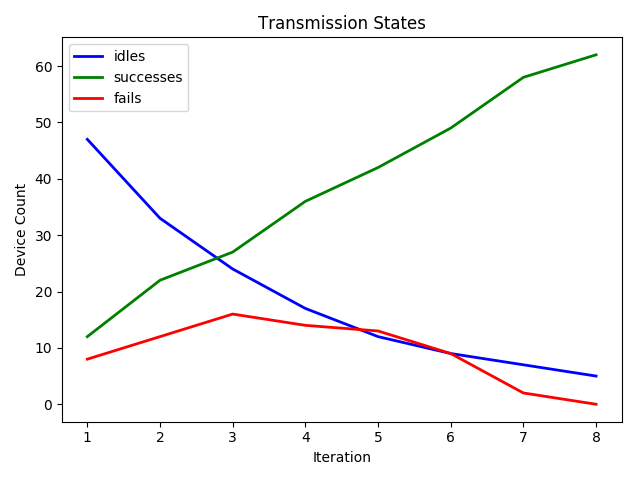 Transmission States
idles
successes
fails
Device Count
60
50
40
30
20
10
0
1 2 3 4 5 6 7 8
Iteration